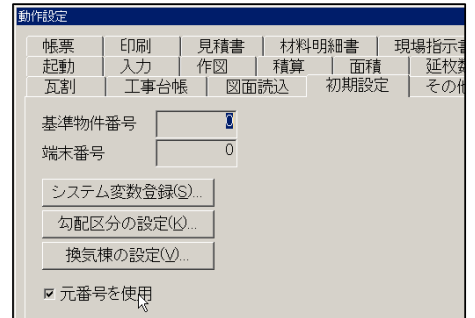 動作設定
帳票 印刷 見積書 材料明細書 現場指示書
起動 入力 作図 積算 面積 延枚数
瓦割 工事台帳 図面読込 初期設定 その他
基準物件番号 0
端末番号 0
システム変数登録(S)...
勾配区分の設定(K)...
換気棟の設定(V)...
元番号を使用